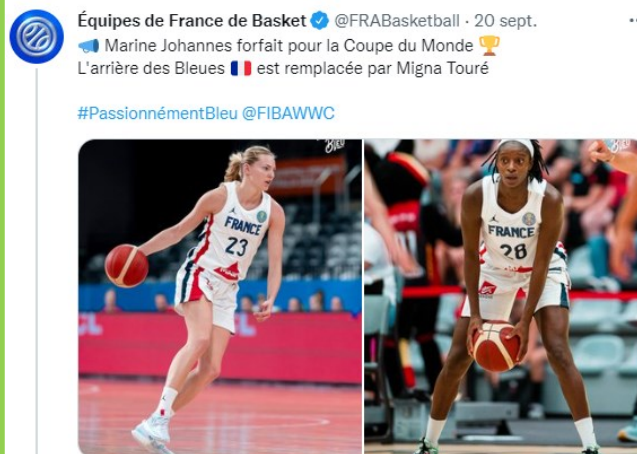 Équipes de France de Basket @FRABasketball · 20 sept.
📣 Marine Johannes forfait pour la Coupe du Monde 🏆
L'arrière des Bleues 🇫🇷 est remplacée par Migna Touré
#PassionnémentBleu @FIBAWWC
FRANCE
23
FRANCE
28